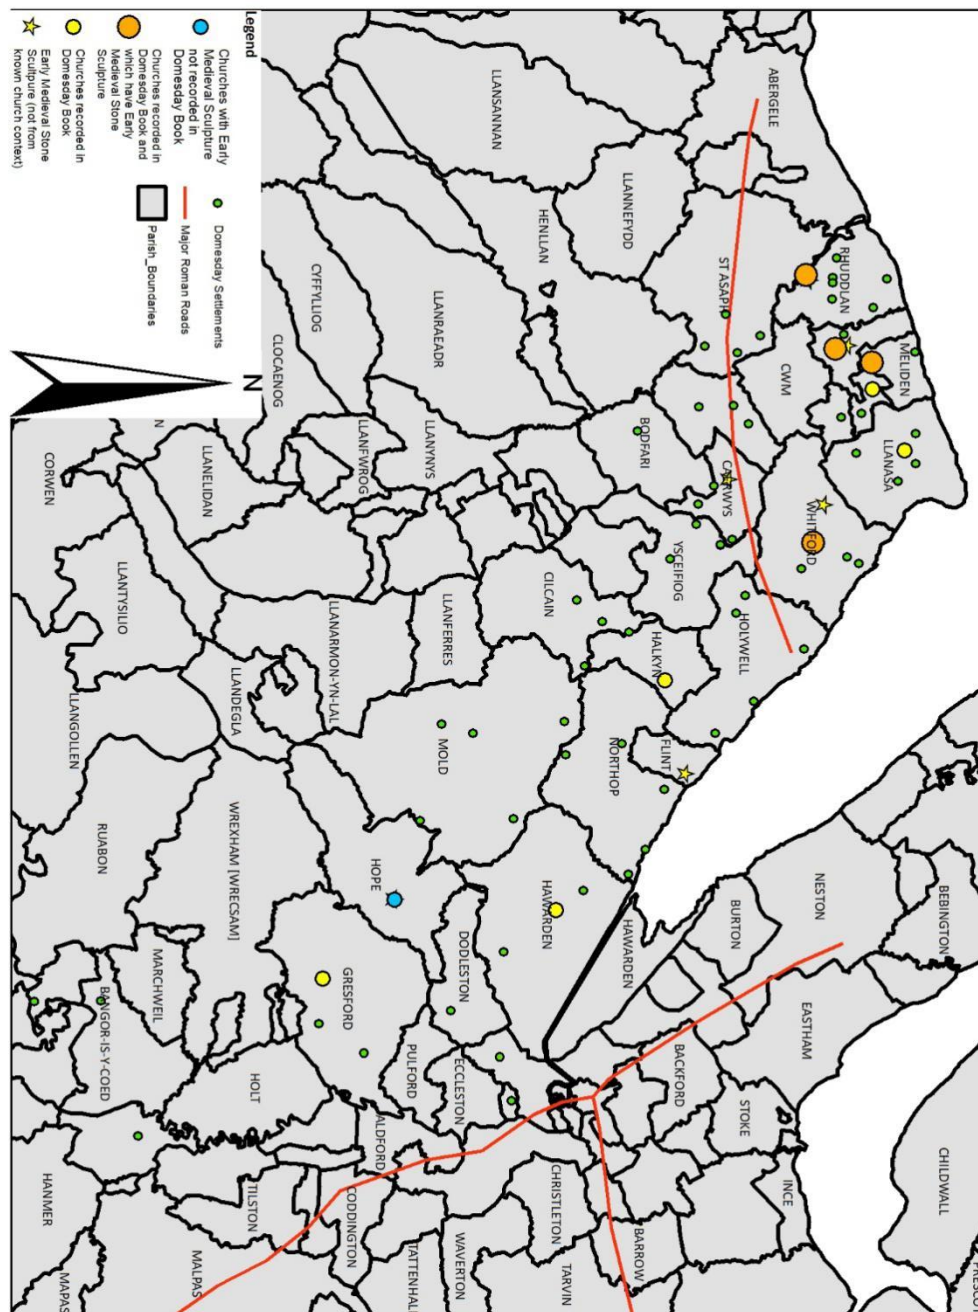 ABERGELE
LLANSANNAN
LLANNEFYDD
HENLLAN
ST ASAPH
RHUDDLAN
MELIDEN
CWM
LLANASA
WHITFORD
BODFARI
YSCEIFIOG
HOLYWELL
HALKYN
CILCAIN
FLINT
NORTHOP
CYFFYLLIOG
LLANRAEADR
CLOCAENOG
LLANYNYS
LLANFWROG
LLANELIDAN
CORWEN
LLANTYSILIO
LLANARMON-YN-LAL
LLANFERRES
LLANDEGLA
LLANGOLLEN
MOLD
HOPE
HAWARDEN
HAWARDEN
DODLESTON
NESTON
BURTON
BEBINGTON
EASTHAM
BACKFORD
STOKE
INCE
CHILDWALL
RUABON
WREXHAM [WRECSAM]
MARCHWEIL
BANGOR-IS-Y-COED
GRESFORD
PULFORD
ECCLESTON
HOLT
ALDFORD
CHRISTLETON
BARROW
TILSTON
CODDINGTON
TATTENHALL
WAVERTON
TARVIN
HANMER
MALPAS
MAPAS
N
Legend
Churches with Early
Medieval Sculpture
not recorded in
Domesday Book
Churches recorded in
Domesday Book and
which have Early
Medieval Stone
Sculpture
Churches recorded in
Domesday Book
Early Medieval Stone
Scultpure (not from
known church context)
Domesday Settlements
Major Roman Roads
Parish_Boundaries